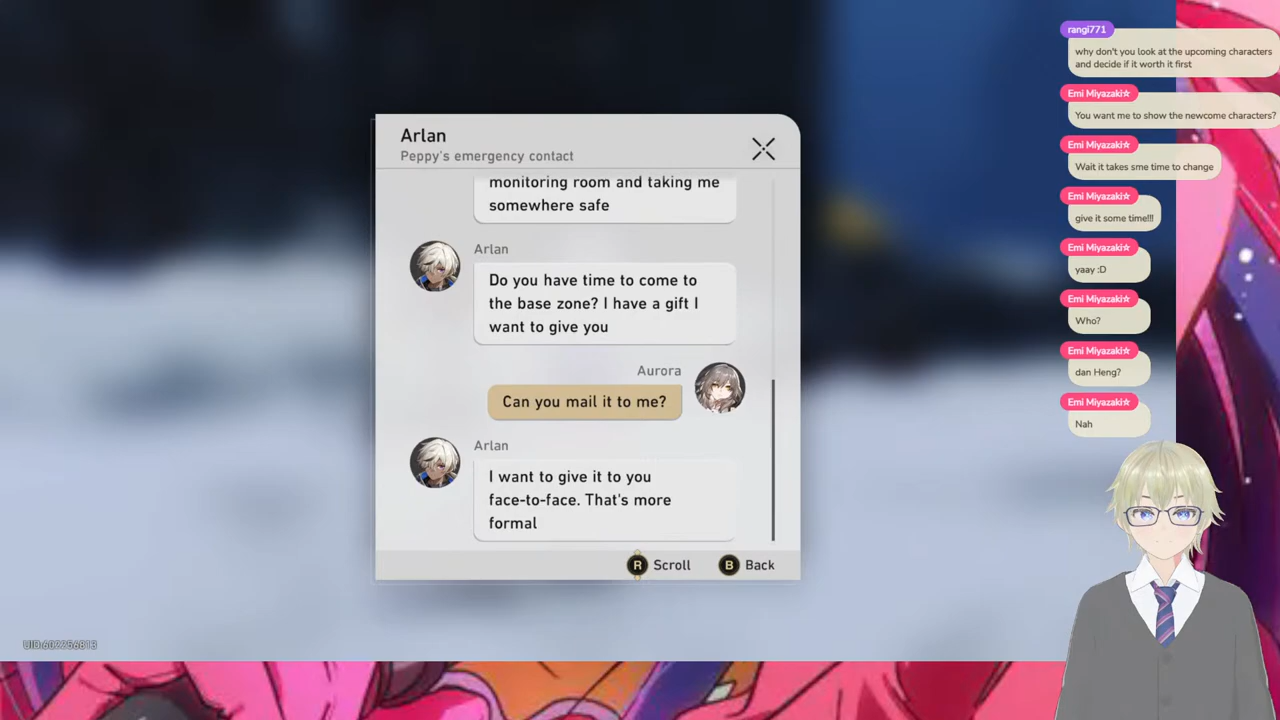 Arlan
Peppy's emergency contact
monitoring room and taking me
somewhere safe
Arlan
Do you have time to come to
the base zone? I have a gift I
want to give you
Aurora
Can you mail it to me?
Arlan
I want to give it to you
face-to-face. That's more
formal
R Scroll
B Back
UID:602256813
rangi771
why don't you look at the upcoming characters
and decide if it worth it first
Emi Miyazaki☆
You want me to show the newcome characters?
Emi Miyazaki☆
Wait it takes sme time to change
Emi Miyazaki☆
give it some time!!!
Emi Miyazaki☆
yaay :D
Emi Miyazaki☆
Who?
Emi Miyazaki☆
dan Heng?
Emi Miyazaki☆
Nah